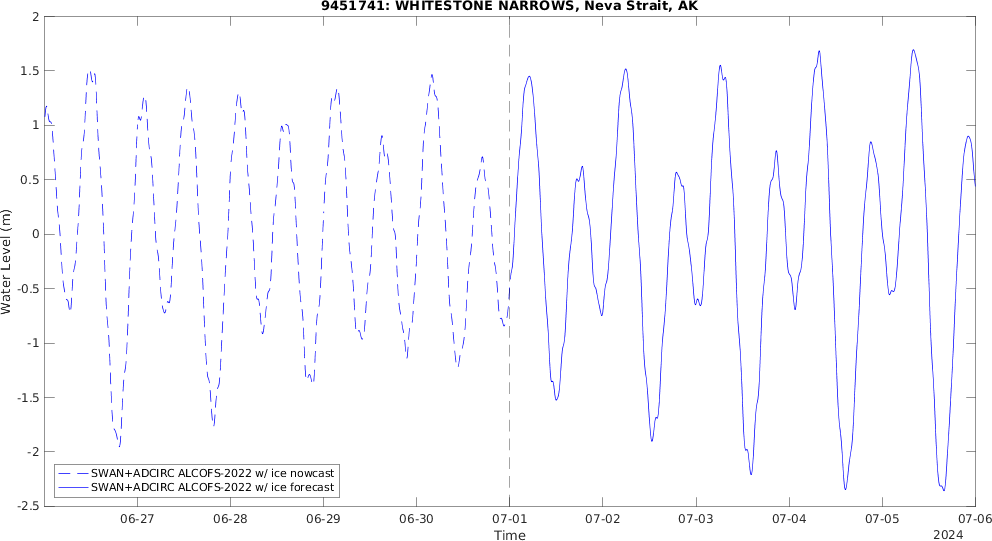 9451741: WHITESTONE NARROWS, Neva Strait, AK
2
1.5
1
0.5
0
-0.5
-1
-1.5
-2
-2.5
Water Level (m)
SWAN+ADCIRC ALCOFS-2022 w/ ice nowcast
SWAN+ADCIRC ALCOFS-2022 w/ ice forecast
06-27 06-28 06-29 06-30 07-01 07-02 07-03 07-04 07-05 07-06
Time
2024